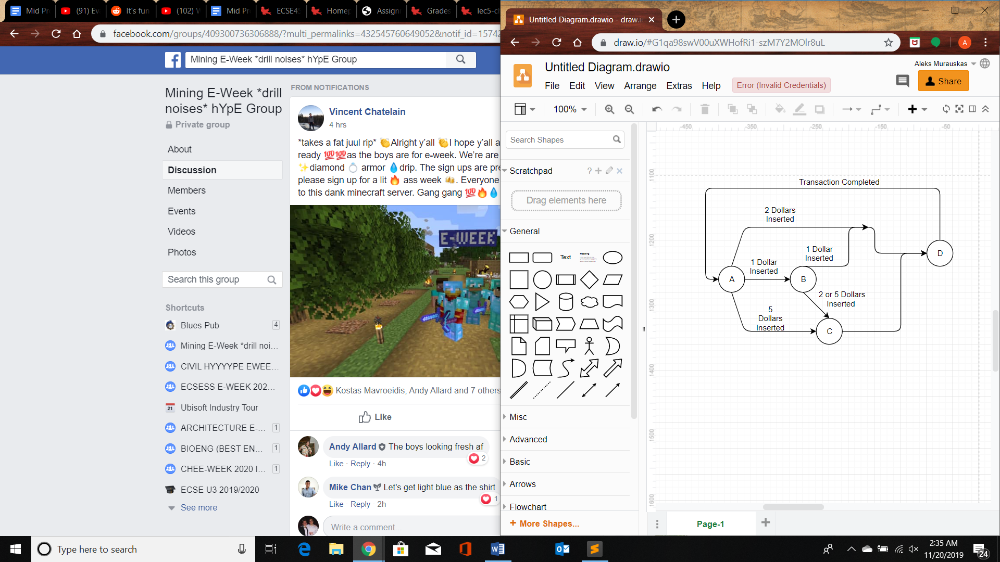 Mid Pr
(91) Ev
It's fun
(102) W
Mid Pr
ECSE45
Homep
Assign
Grades
lec5-ch
facebook.com/groups/409300736306888/?multi_permalinks=432545760649052&notif_id=15742
Mining E-Week *drill noises* hYpE Group
Mining E-Week *drill
noises* hYpE Group
Private group
About
Discussion
Members
Events
Videos
Photos
Search this group
Shortcuts
Blues Pub 4
Mining E-Week *drill noi...
CIVIL HYYYYPE EWEE...
ECSESS E-WEEK 202...
21 Ubisoft Industry Tour
ARCHITECTURE E-... 1
BIOENG (BEST EN... 1
CHEE-WEEK 2020 I... 1
ECSE U3 2019/2020
See more
FROM NOTIFICATIONS
Vincent Chatelain
4 hrs
*takes a fat juul rip* 👏Alright y'all 👏I hope y'all a
ready 💯💯as the boys are for e-week. We're are
✨diamond 💍 armor 💧drip. The sign ups are pre
please sign up for a lit 🔥 ass week 🍻. Everyone
to this dank minecraft server. Gang gang 💯🔥💧
E-WEEK
Kostas Mavroeidis, Andy Allard and 7 others
Like
Andy Allard The boys looking fresh af
2
Like · Reply · 4h
Mike Chan Let's get light blue as the shirt
1
Like · Reply · 2h
Write a comment...
Untitled Diagram.drawio - draw.i
draw.io/#G1qa98swV00uXWHofRi1-szM7Y2MOlr8uL
A
Untitled Diagram.drawio
Aleks Murauskas
File Edit View Arrange Extras Help Error (Invalid Credentials)
Share
100%
Search Shapes
Scratchpad ?
Drag elements here
General
Text
Heading
Misc
Advanced
Basic
Arrows
Flowchart
+ More Shapes...
-450 -350 -250 -150 -50
1100
1200
1300
1400
1500
1600
Transaction Completed
2 Dollars
Inserted
1 Dollar
Inserted
1 Dollar
Inserted
D
A
B
2 or 5 Dollars
Inserted
5
Dollars
Inserted
C
Page-1
Type here to search
2:35 AM
11/20/2019
24